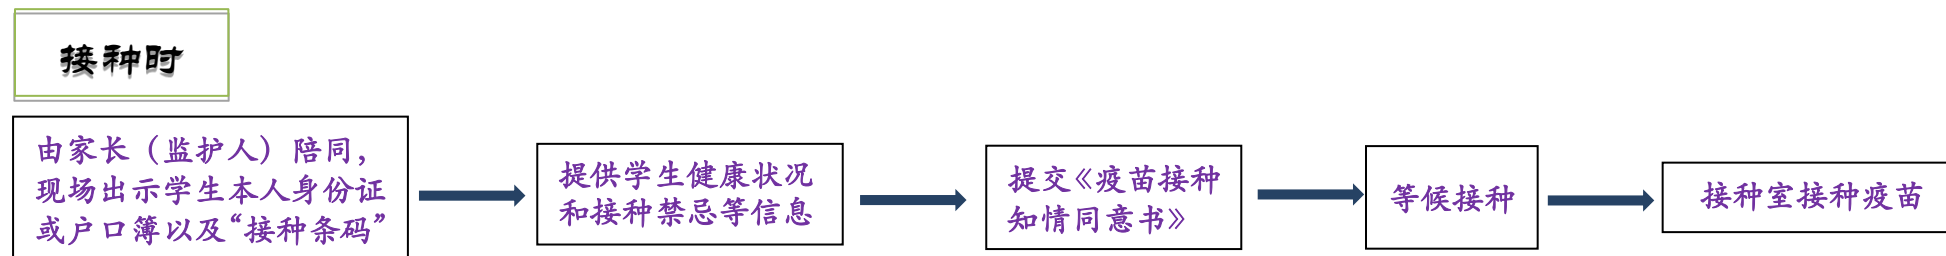 接种时
由家长（监护人）陪同，
现场出示学生本人身份证
或户口簿以及“接种条码”
提供学生健康状况
和接种禁忌等信息
提交《疫苗接种
知情同意书》
等候接种
接种室接种疫苗